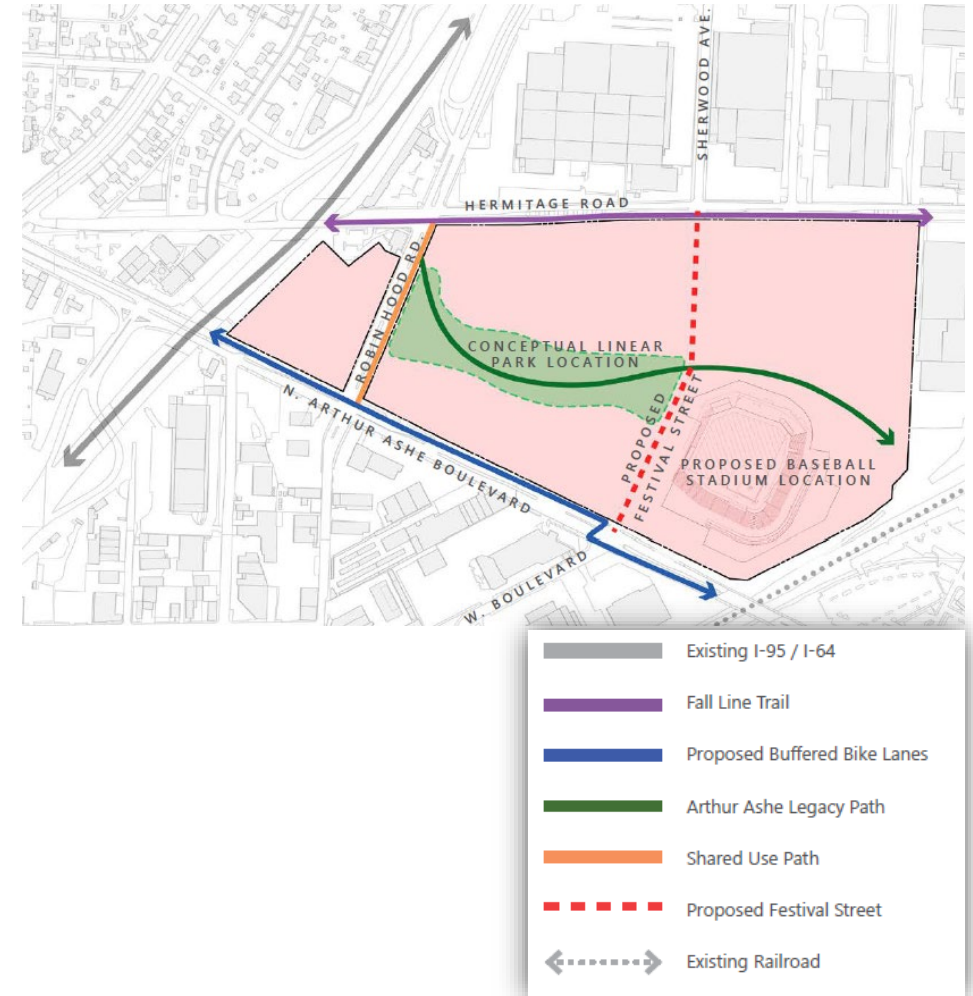 SHERWOOD AVE.
HERMITAGE ROAD
ROBIN HOOD RD.
CONCEPTUAL LINEAR
PARK LOCATION
N. ARTHUR ASHE BOULEVARD
PROPOSED
FESTIVAL STREET
PROPOSED BASEBALL
STADIUM LOCATION
W. BOULEVARD
Existing I-95 / I-64
Fall Line Trail
Proposed Buffered Bike Lanes
Arthur Ashe Legacy Path
Shared Use Path
Proposed Festival Street
Existing Railroad